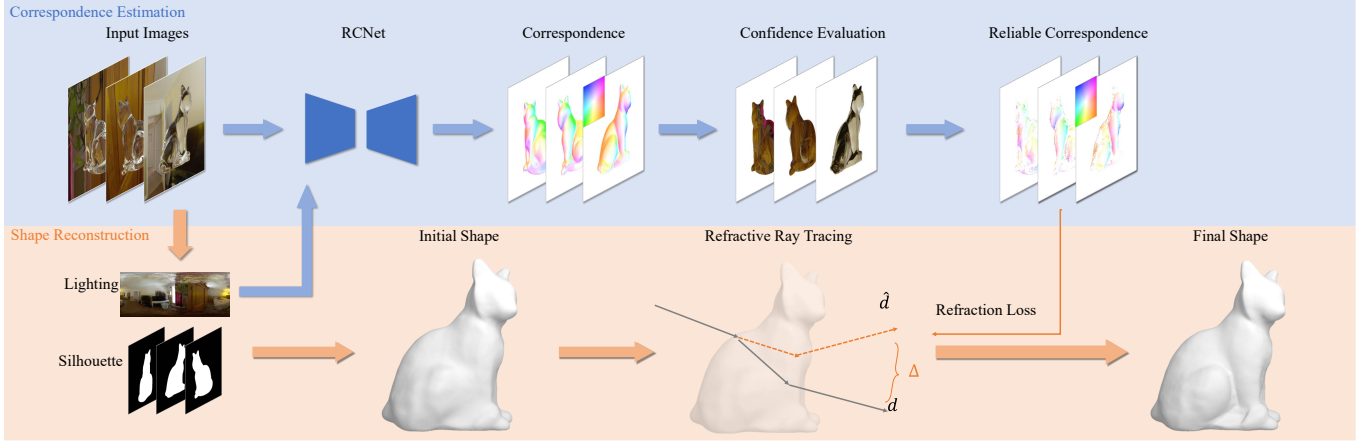 Correspondence Estimation
Input Images
RCNet
Correspondence
Confidence Evaluation
Reliable Correspondence
Shape Reconstruction
Initial Shape
Refractive Ray Tracing
Final Shape
Lighting
d̂
Refraction Loss
Silhouette
Δ
d